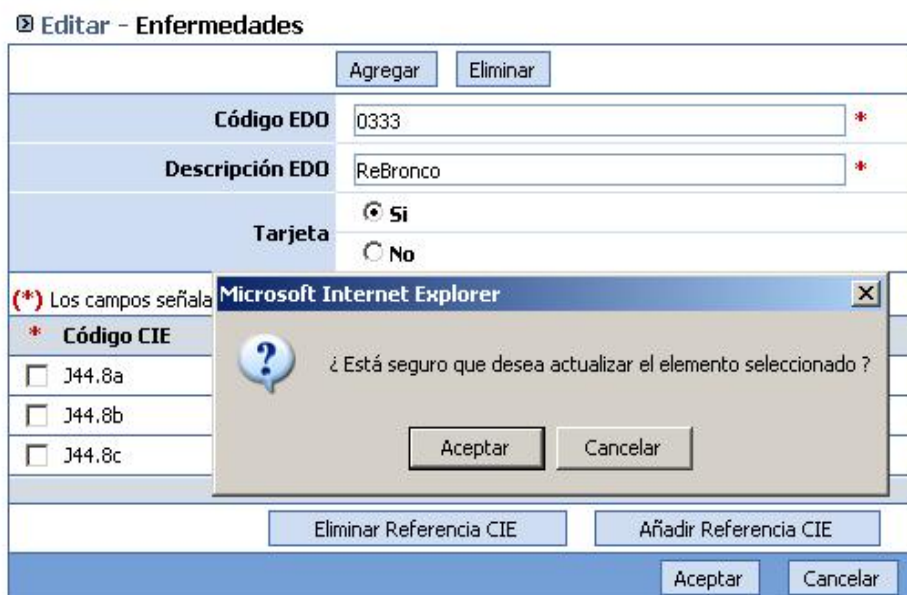 Editar - Enfermedades
Agregar Eliminar
Código EDO 0333 *
Descripción EDO ReBronco *
Tarjeta
Si
No
(*) Los campos señala
Microsoft Internet Explorer
* Código CIE
¿ Está seguro que desea actualizar el elemento seleccionado ?
J44.8a
J44.8b
Aceptar Cancelar
J44.8c
Eliminar Referencia CIE Añadir Referencia CIE
Aceptar Cancelar